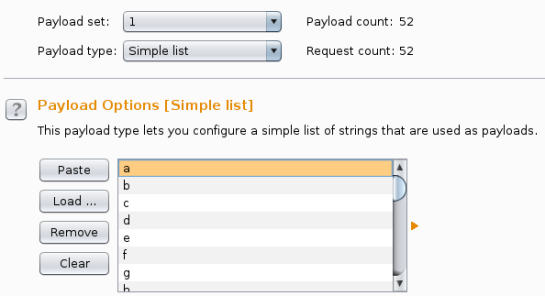 Payload set: 1 Payload count: 52
Payload type: Simple list Request count: 52
? Payload Options [Simple list]
This payload type lets you configure a simple list of strings that are used as payloads.
Paste
Load ...
Remove
Clear
a
b
c
d
e
f
g
h